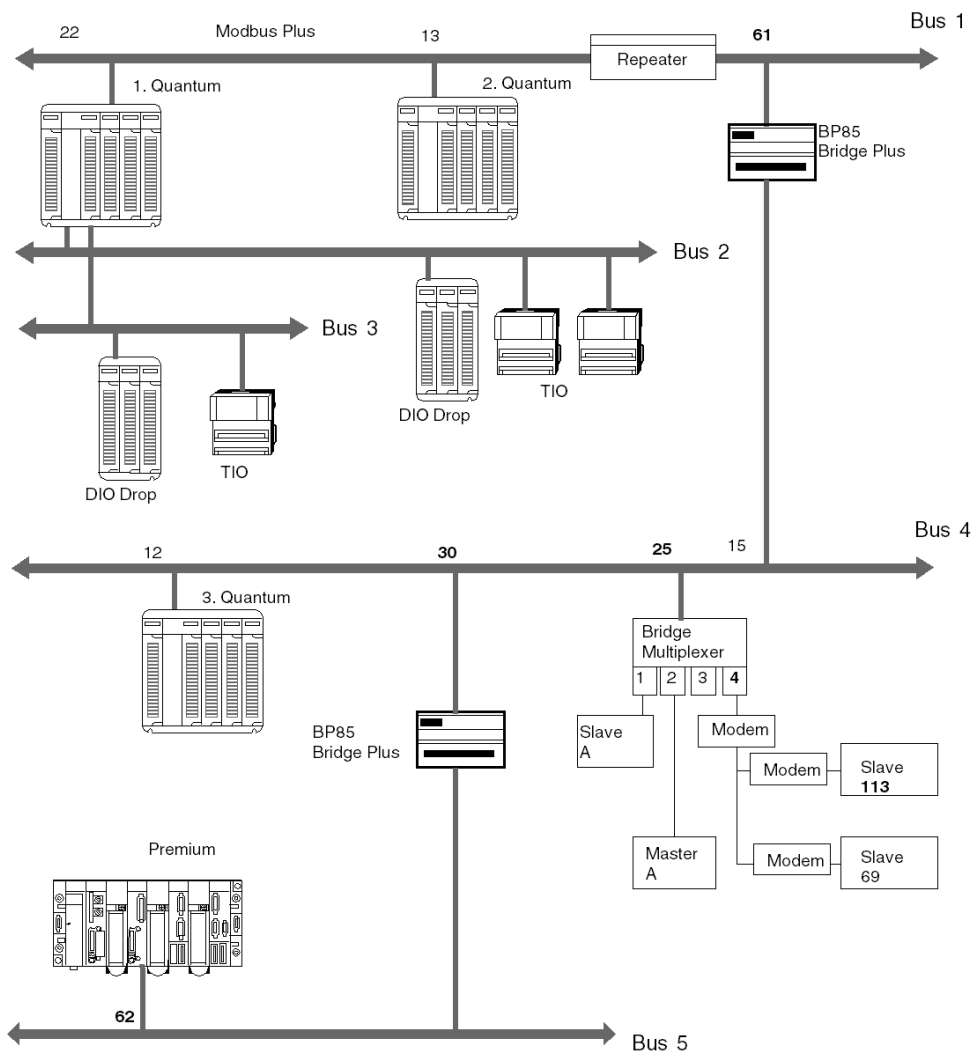 Bus 1
22
Modbus Plus
13
61
Repeater
1. Quantum
2. Quantum
BP85
Bridge Plus
Bus 2
Bus 3
TIO
DIO Drop
TIO
DIO Drop
Bus 4
12
30
25
15
3. Quantum
Bridge
Multiplexer
1 2 3 4
BP85
Bridge Plus
Slave
A
Modem
Modem
Slave
113
Premium
Master
A
Modem
Slave
69
62
Bus 5